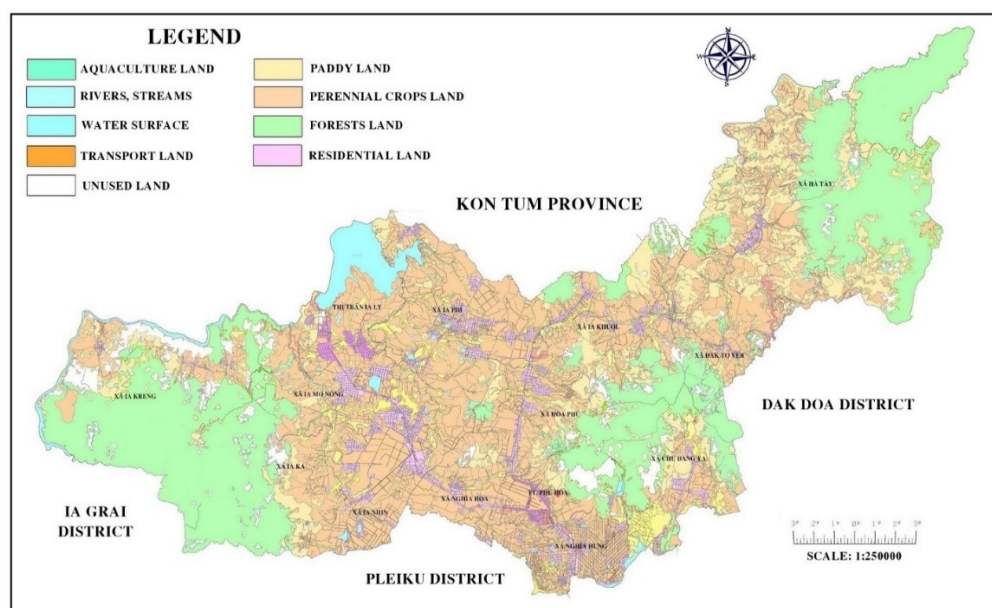 LEGEND
AQUACULTURE LAND
RIVERS, STREAMS
WATER SURFACE
TRANSPORT LAND
UNUSED LAND
PADDY LAND
PERENNIAL CROPS LAND
FORESTS LAND
RESIDENTIAL LAND
N
W
E
S
KON TUM PROVINCE
XÃ HÀ TÂY
THỊ TRẤN IA LY
XÃ IA PHÍ
XÃ IA KHƯƠL
XÃ ĐAK TƠ VER
XÃ IA KRENG
XÃ IA MƠ NÔNG
XÃ HÒA PHÚ
DAK DOA DISTRICT
XÃ IA KA
XÃ CHƯ ĐANG YA
IA GRAI
DISTRICT
XÃ IA NHIN
XÃ NGHĨA HÒA
TT. PHÚ HÒA
XÃ NGHĨA HƯNG
PLEIKU DISTRICT
SCALE: 1:250000